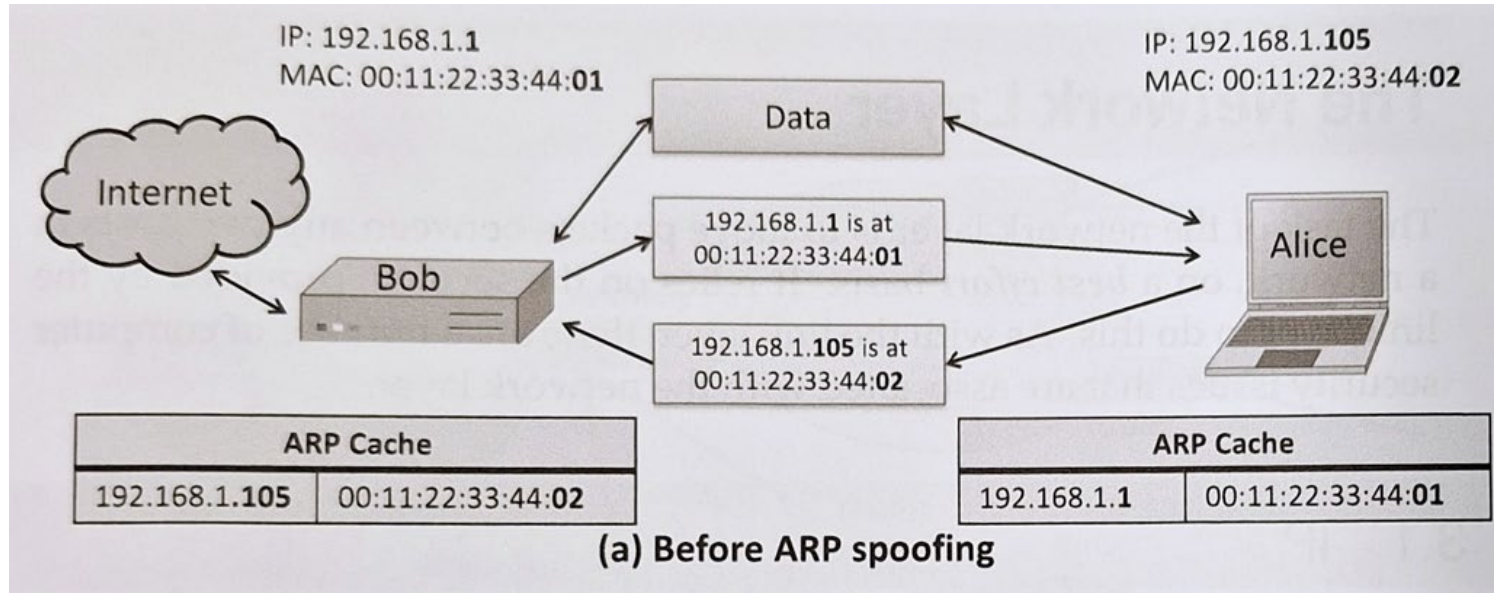 IP: 192.168.1.1
MAC: 00:11:22:33:44:01
IP: 192.168.1.105
MAC: 00:11:22:33:44:02
Data
Internet
192.168.1.1 is at
00:11:22:33:44:01
Alice
Bob
192.168.1.105 is at
00:11:22:33:44:02
ARP Cache
192.168.1.105 00:11:22:33:44:02
ARP Cache
192.168.1.1 00:11:22:33:44:01
(a) Before ARP spoofing